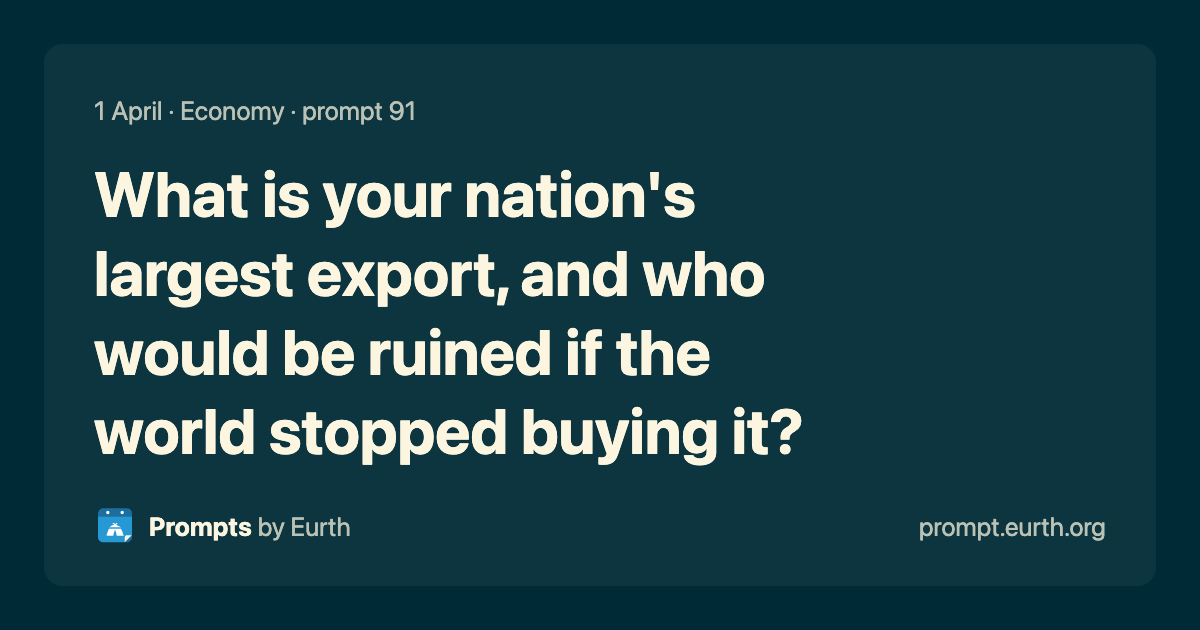 1 April · Economy · prompt 91
What is your nation's
largest export, and who
would be ruined if the
world stopped buying it?
Prompts by Eurth
prompt.eurth.org